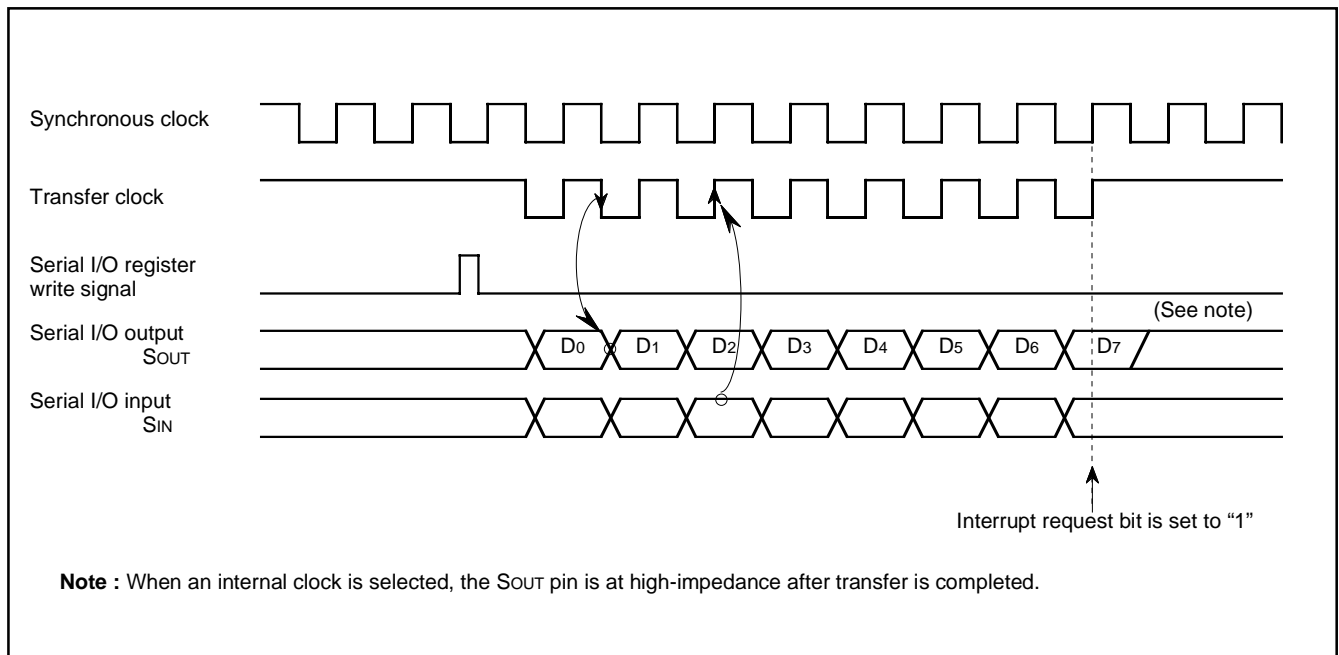 Synchronous clock
Transfer clock
Serial I/O register
write signal
(See note)
Serial I/O output
SOUT
D0 D1 D2 D3 D4 D5 D6 D7
Serial I/O input
SIN
Interrupt request bit is set to “1”
Note : When an internal clock is selected, the SOUT pin is at high-impedance after transfer is completed.